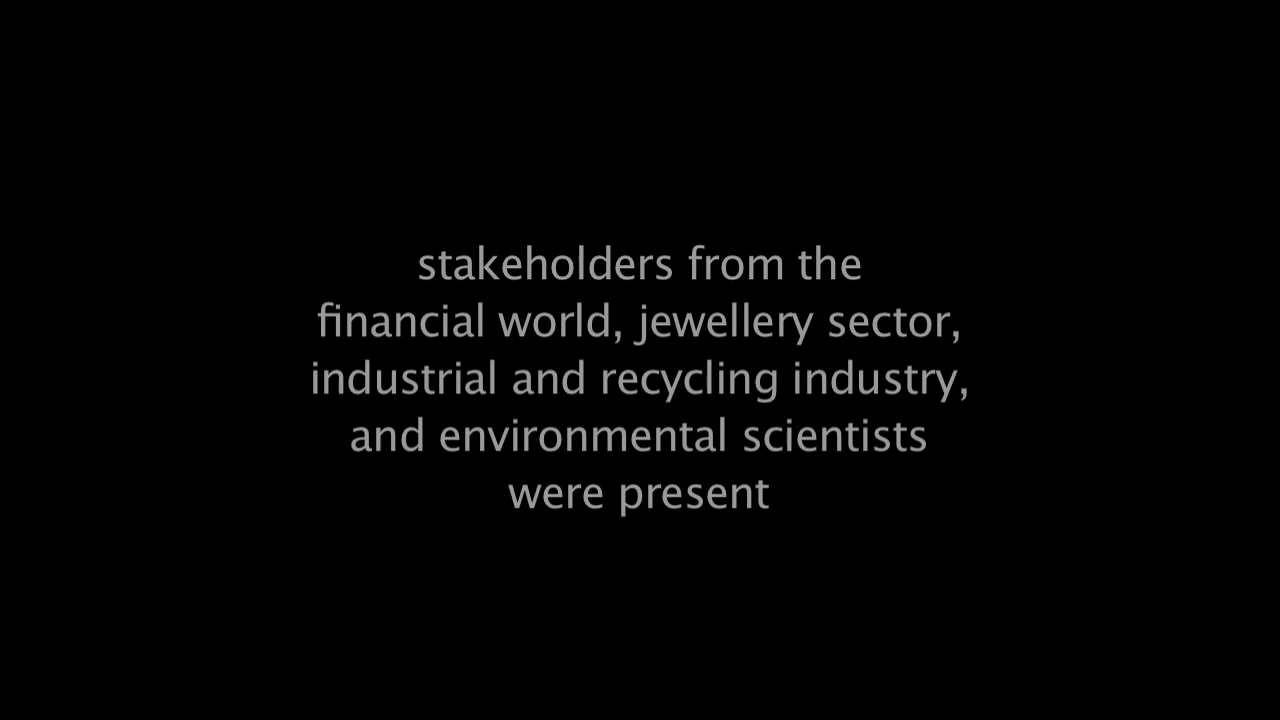 stakeholders from the
financial world, jewellery sector,
industrial and recycling industry,
and environmental scientists
were present